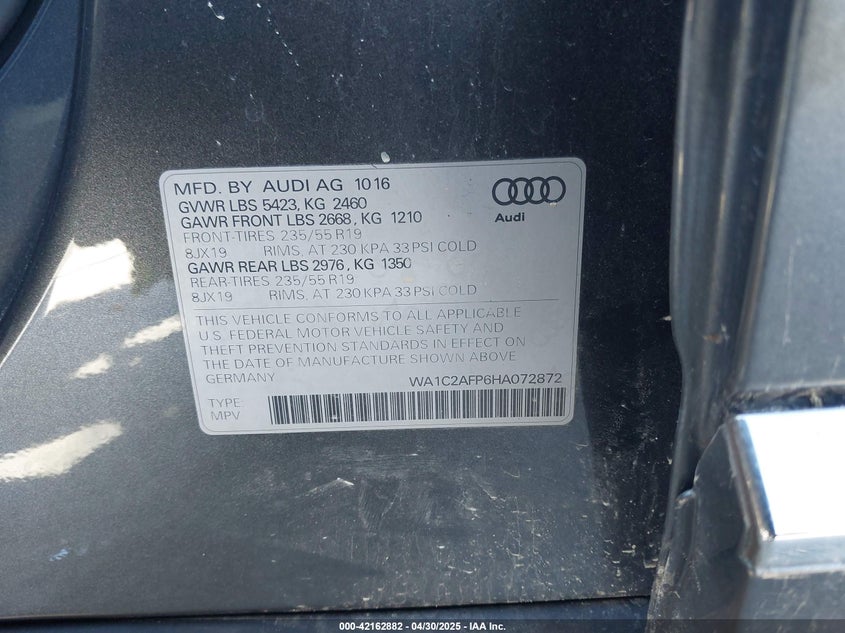 MFD. BY AUDI AG 10 16
GVWR LBS 5423, KG 2460
GAWR FRONT LBS 2668, KG 1210
FRONT-TIRES 235/55 R19
8JX19 RIMS, AT 230 KPA 33 PSI COLD
GAWR REAR LBS 2976, KG 1350
REAR-TIRES 235/55 R19
8JX19 RIMS, AT 230 KPA 33 PSI COLD
Audi
THIS VEHICLE CONFORMS TO ALL APPLICABLE
U.S. FEDERAL MOTOR VEHICLE SAFETY AND
THEFT PREVENTION STANDARDS IN EFFECT ON
THE DATE OF MANUFACTURE SHOWN ABOVE
GERMANY WA1C2AFP6HA072872
TYPE:
MPV
000-42162882 - 04/30/2025 - IAA Inc.